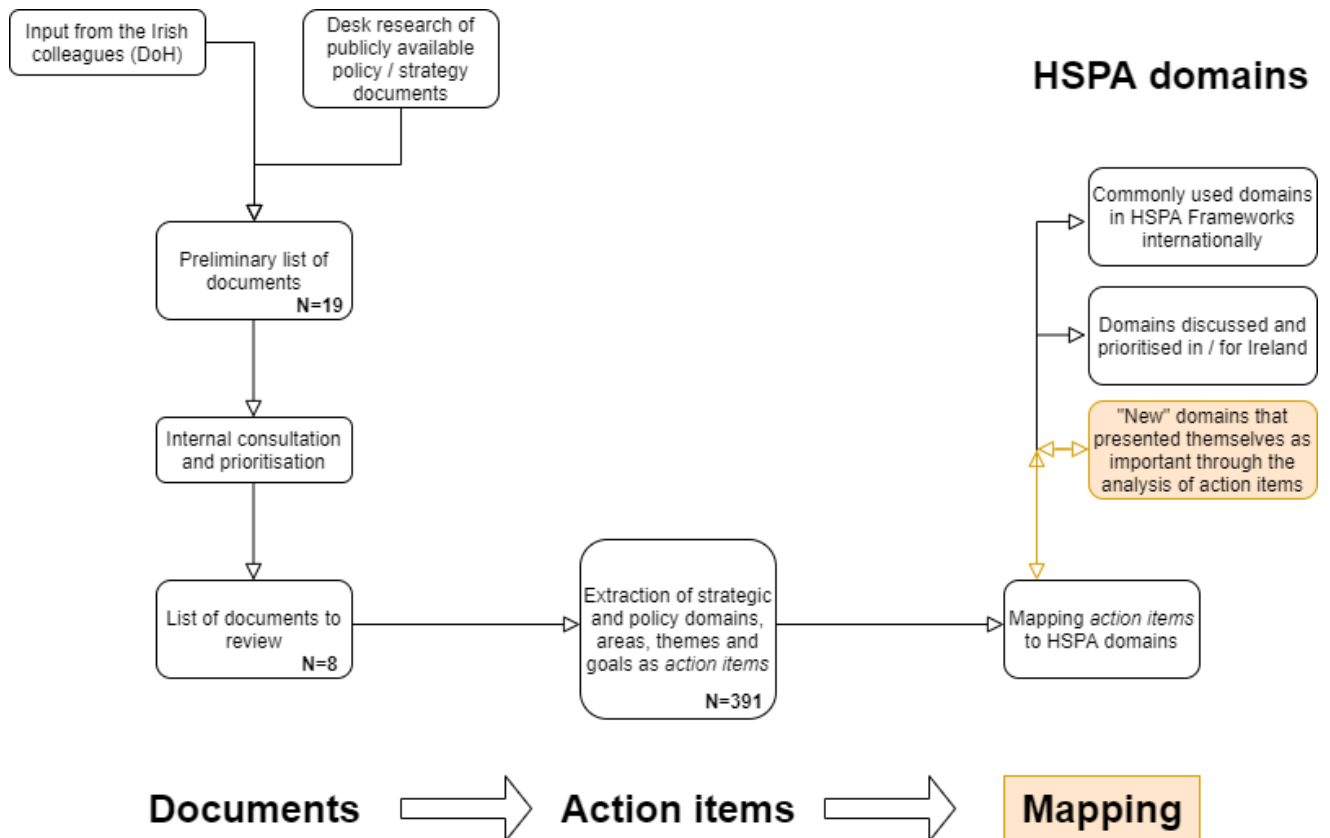 Input from the Irish
colleagues (DoH)
Desk research of
publicly available
policy / strategy
documents
HSPA domains
Commonly used domains
in HSPA Frameworks
internationally
Preliminary list of
documents
N=19
Domains discussed and
prioritised in / for Ireland
"New" domains that
presented themselves as
important through the
analysis of action items
Internal consultation
and prioritisation
List of documents to
review
N=8
Extraction of strategic
and policy domains,
areas, themes and
goals as action items
N=391
Mapping action items
to HSPA domains
Documents
Action items
Mapping